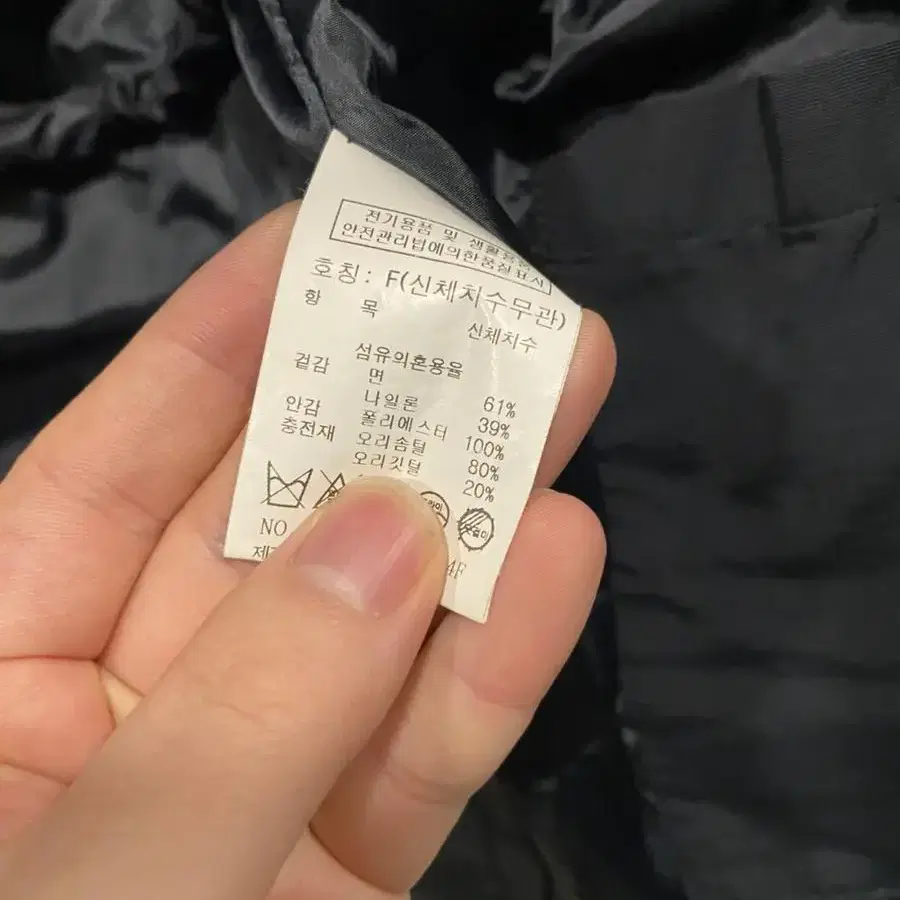 전기용품 및 생활용품
안전관리법에의한품질표시
호칭: F(신체치수무관)
항 목 신체치수
겉감 섬유의혼용율
면 61%
나일론 39%
안감 폴리에스터 100%
충전재 오리솜털 80%
오리깃털 20%
NO
4F